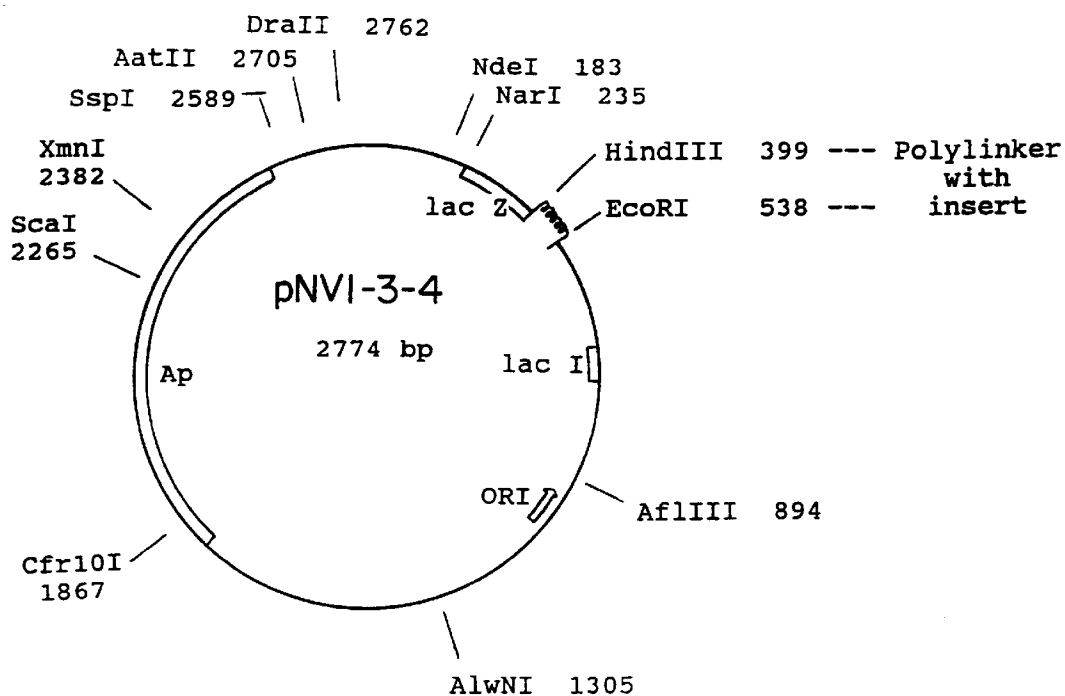 DraII 2762
AatII 2705
SspI 2589
NdeI 183
NarI 235
XmnI
2382
HindIII 399 --- Polylinker
with
EcoRI 538 --- insert
lac Z
ScaI
2265
pNVI-3-4
2774 bp
lac I
Ap
ORI
AflIII 894
Cfr10I
1867
AlwNI 1305